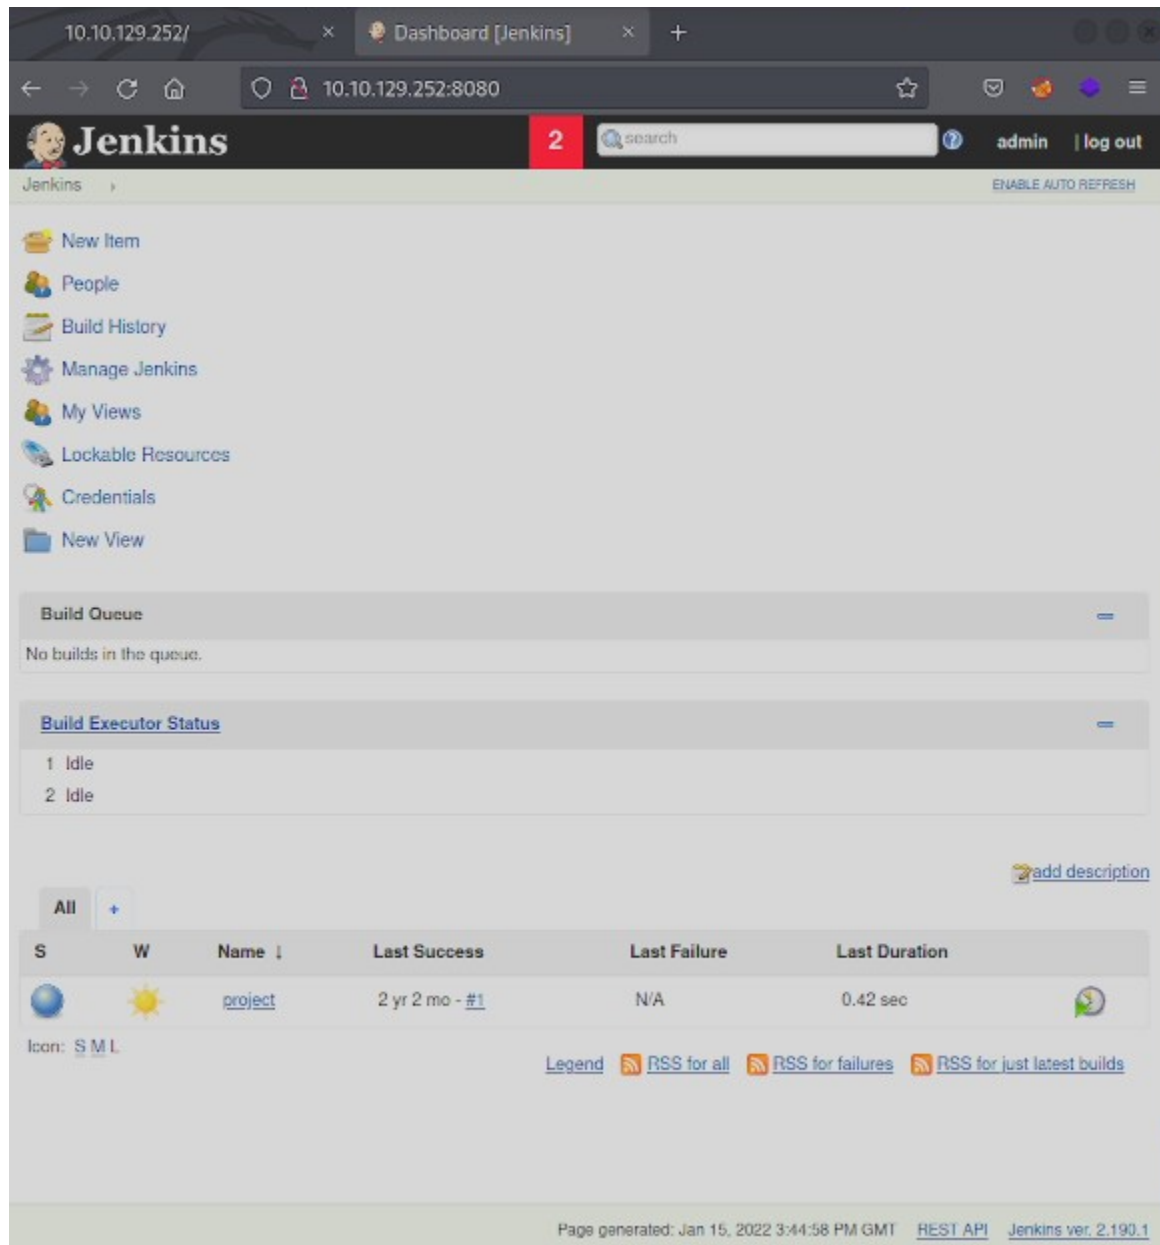 10.10.129.252/ × Dashboard [Jenkins] × +
10.10.129.252:8080
Jenkins 2 search admin | log out
Jenkins ENABLE AUTO REFRESH
New Item
People
Build History
Manage Jenkins
My Views
Lockable Resources
Credentials
New View
Build Queue
No builds in the queue.
Build Executor Status
1 Idle
2 Idle
add description
All +
S W Name ↓ Last Success Last Failure Last Duration
project 2 yr 2 mo - #1 N/A 0.42 sec
Icon: S M L
Legend RSS for all RSS for failures RSS for just latest builds
Page generated: Jan 15, 2022 3:44:58 PM GMT REST API Jenkins ver. 2.190.1